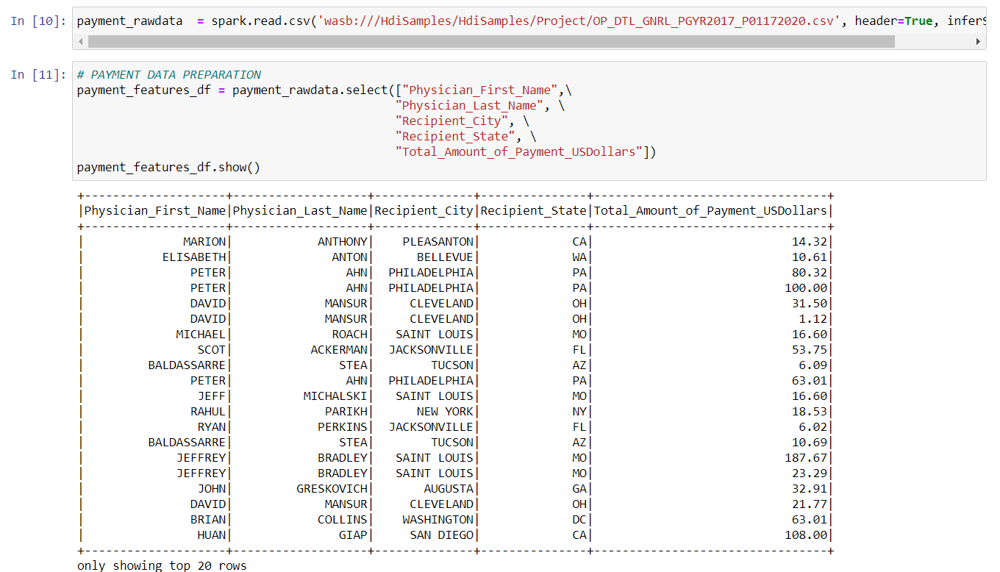 In [10]: payment_rawdata  = spark.read.csv('wasb:///HdiSamples/HdiSamples/Project/OP_DTL_GNRL_PGYR2017_P01172020.csv', header=True, inferS
In [11]: # PAYMENT DATA PREPARATION
payment_features_df = payment_rawdata.select(["Physician_First_Name",\
"Physician_Last_Name", \
"Recipient_City", \
"Recipient_State", \
"Total_Amount_of_Payment_USDollars"])
payment_features_df.show()
+--------------------+-------------------+--------------+---------------+---------------------------------+
|Physician_First_Name|Physician_Last_Name|Recipient_City|Recipient_State|Total_Amount_of_Payment_USDollars|
+--------------------+-------------------+--------------+---------------+---------------------------------+
|              MARION|            ANTHONY|    PLEASANTON|             CA|                            14.32|
|           ELISABETH|              ANTON|      BELLEVUE|             WA|                            10.61|
|               PETER|                AHN|  PHILADELPHIA|             PA|                            80.32|
|               PETER|                AHN|  PHILADELPHIA|             PA|                           100.00|
|               DAVID|             MANSUR|     CLEVELAND|             OH|                            31.50|
|               DAVID|             MANSUR|     CLEVELAND|             OH|                             1.12|
|             MICHAEL|              ROACH|   SAINT LOUIS|             MO|                            16.60|
|                SCOT|           ACKERMAN|  JACKSONVILLE|             FL|                            53.75|
|         BALDASSARRE|               STEA|        TUCSON|             AZ|                             6.09|
|               PETER|                AHN|  PHILADELPHIA|             PA|                            63.01|
|                JEFF|          MICHALSKI|   SAINT LOUIS|             MO|                            16.60|
|               RAHUL|             PARIKH|      NEW YORK|             NY|                            18.53|
|                RYAN|            PERKINS|  JACKSONVILLE|             FL|                             6.02|
|         BALDASSARRE|               STEA|        TUCSON|             AZ|                            10.69|
|             JEFFREY|            BRADLEY|   SAINT LOUIS|             MO|                           187.67|
|             JEFFREY|            BRADLEY|   SAINT LOUIS|             MO|                            23.29|
|                JOHN|         GRESKOVICH|       AUGUSTA|             GA|                            32.91|
|               DAVID|             MANSUR|     CLEVELAND|             OH|                            21.77|
|               BRIAN|            COLLINS|    WASHINGTON|             DC|                            63.01|
|                HUAN|               GIAP|     SAN DIEGO|             CA|                           108.00|
+--------------------+-------------------+--------------+---------------+---------------------------------+
only showing top 20 rows